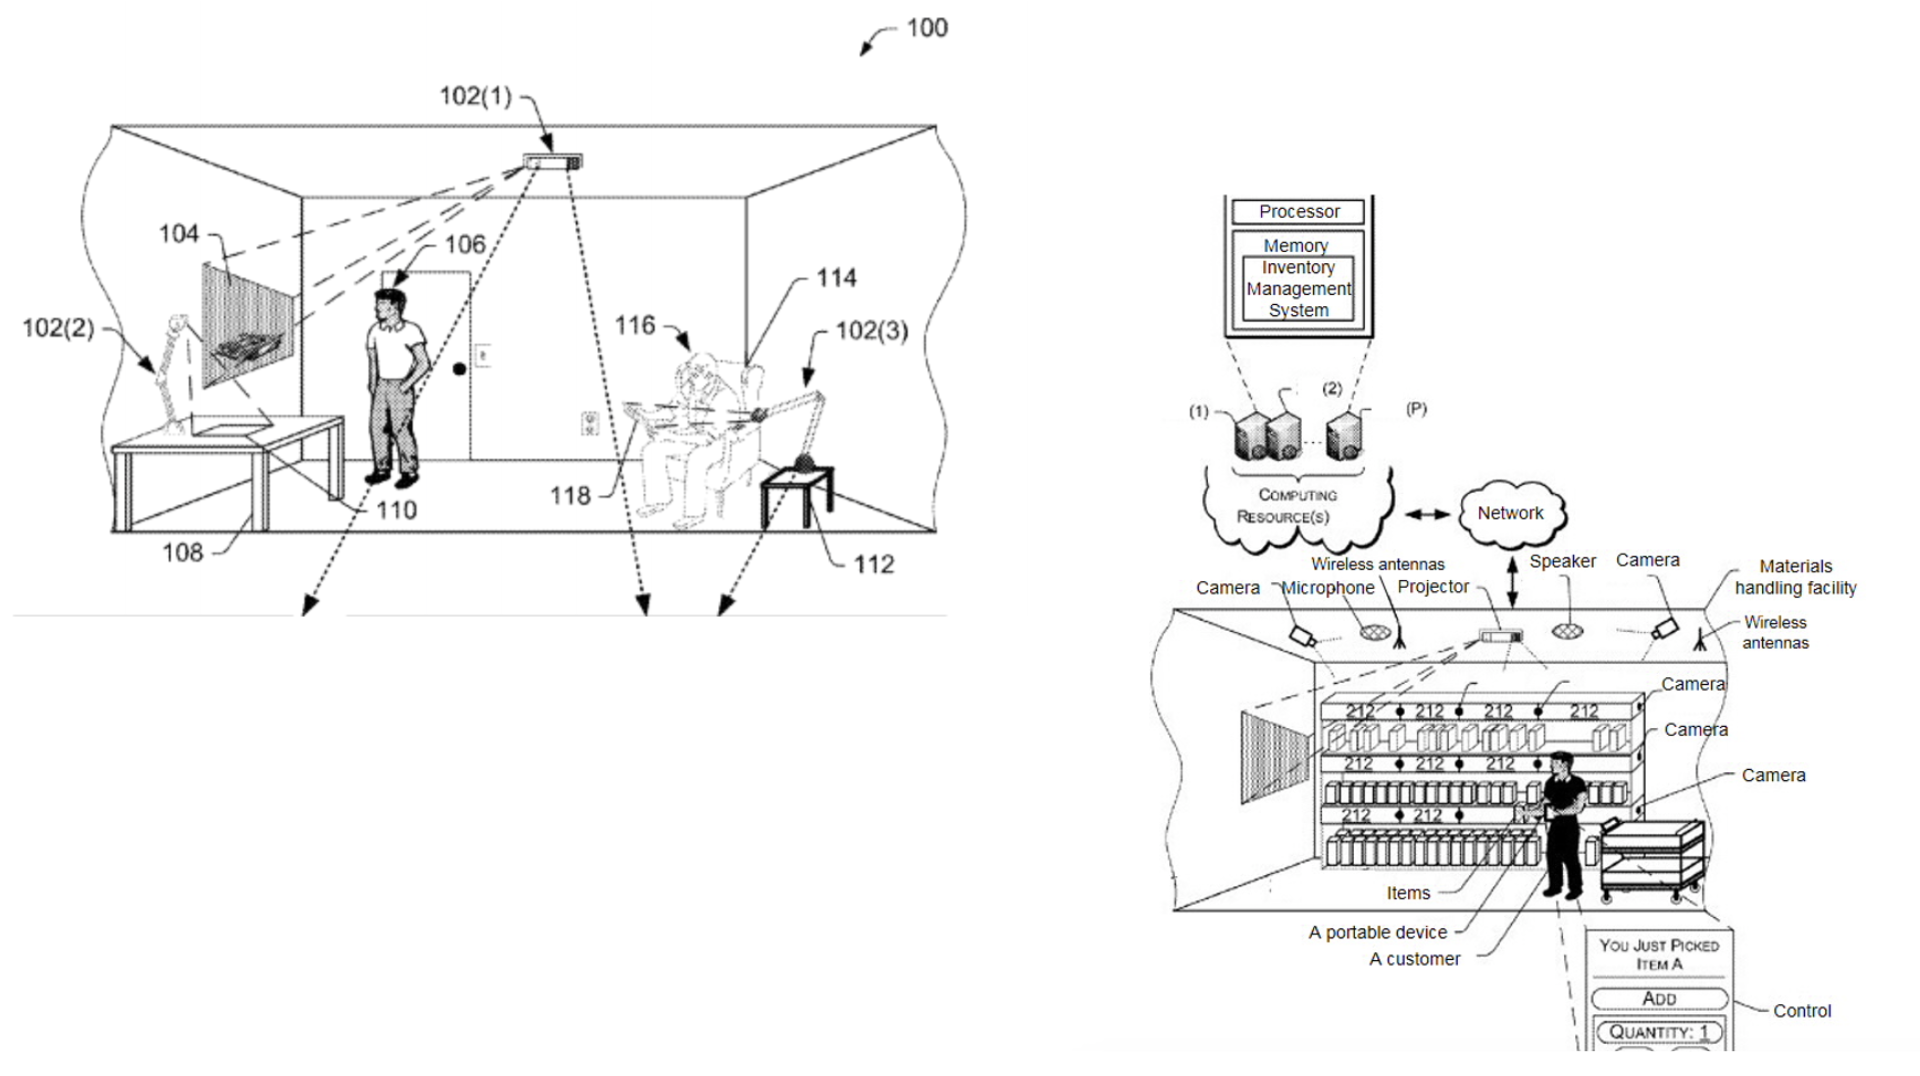 100
102(1)
104
106
114
102(2)
116
102(3)
118
110
108
112
Processor
Memory
Inventory
Management
System
(1)
(2)
(P)
COMPUTING
RESOURCE(S)
Network
Wireless antennas
Speaker
Camera
Materials
handling facility
Camera
Microphone
Projector
Wireless
antennas
Camera
212 212 212 212
Camera
212 212 212
Camera
212 212
Items
A portable device
A customer
YOU JUST PICKED
ITEM A
ADD
Control
QUANTITY: 1